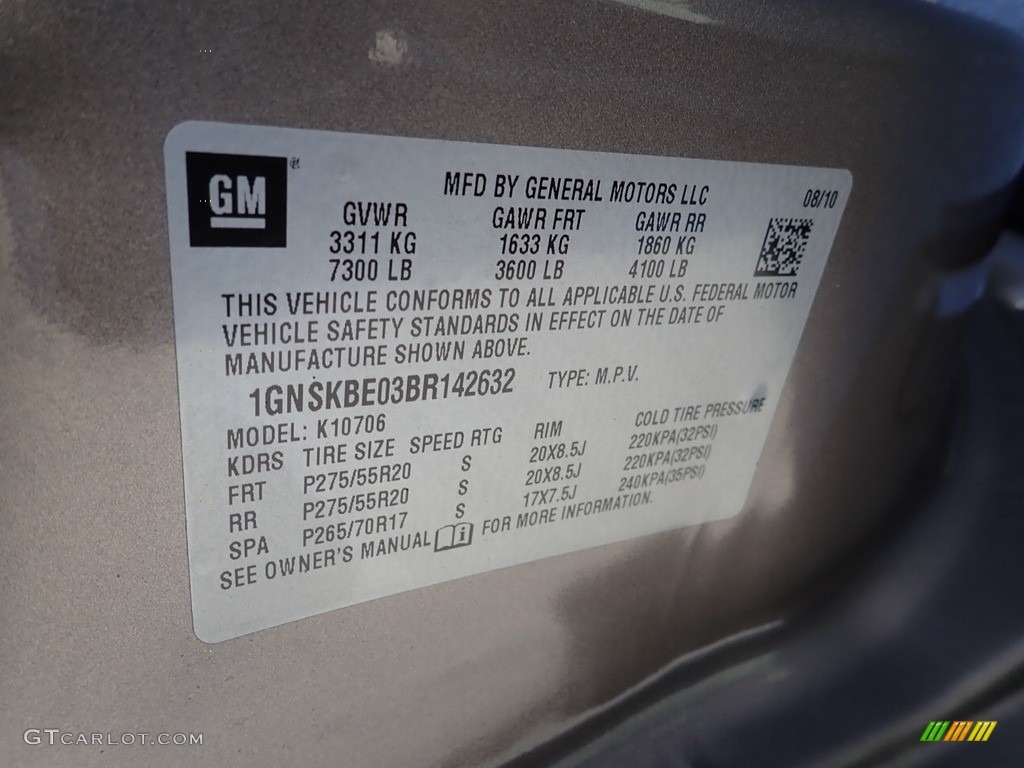 GM ®
MFD BY GENERAL MOTORS LLC 08/10
GVWR GAWR FRT GAWR RR
3311 KG 1633 KG 1860 KG
7300 LB 3600 LB 4100 LB
THIS VEHICLE CONFORMS TO ALL APPLICABLE U.S. FEDERAL MOTOR
VEHICLE SAFETY STANDARDS IN EFFECT ON THE DATE OF
MANUFACTURE SHOWN ABOVE.
1GNSKBE03BR142632 TYPE: M.P.V.
MODEL: K10706
KDRS TIRE SIZE SPEED RTG RIM COLD TIRE PRESSURE
FRT P275/55R20 S 20X8.5J 220KPA(32PSI)
RR P275/55R20 S 20X8.5J 220KPA(32PSI)
SPA P265/70R17 S 17X7.5J 240KPA(35PSI)
SEE OWNER'S MANUAL i FOR MORE INFORMATION.
GTCARLOT.COM